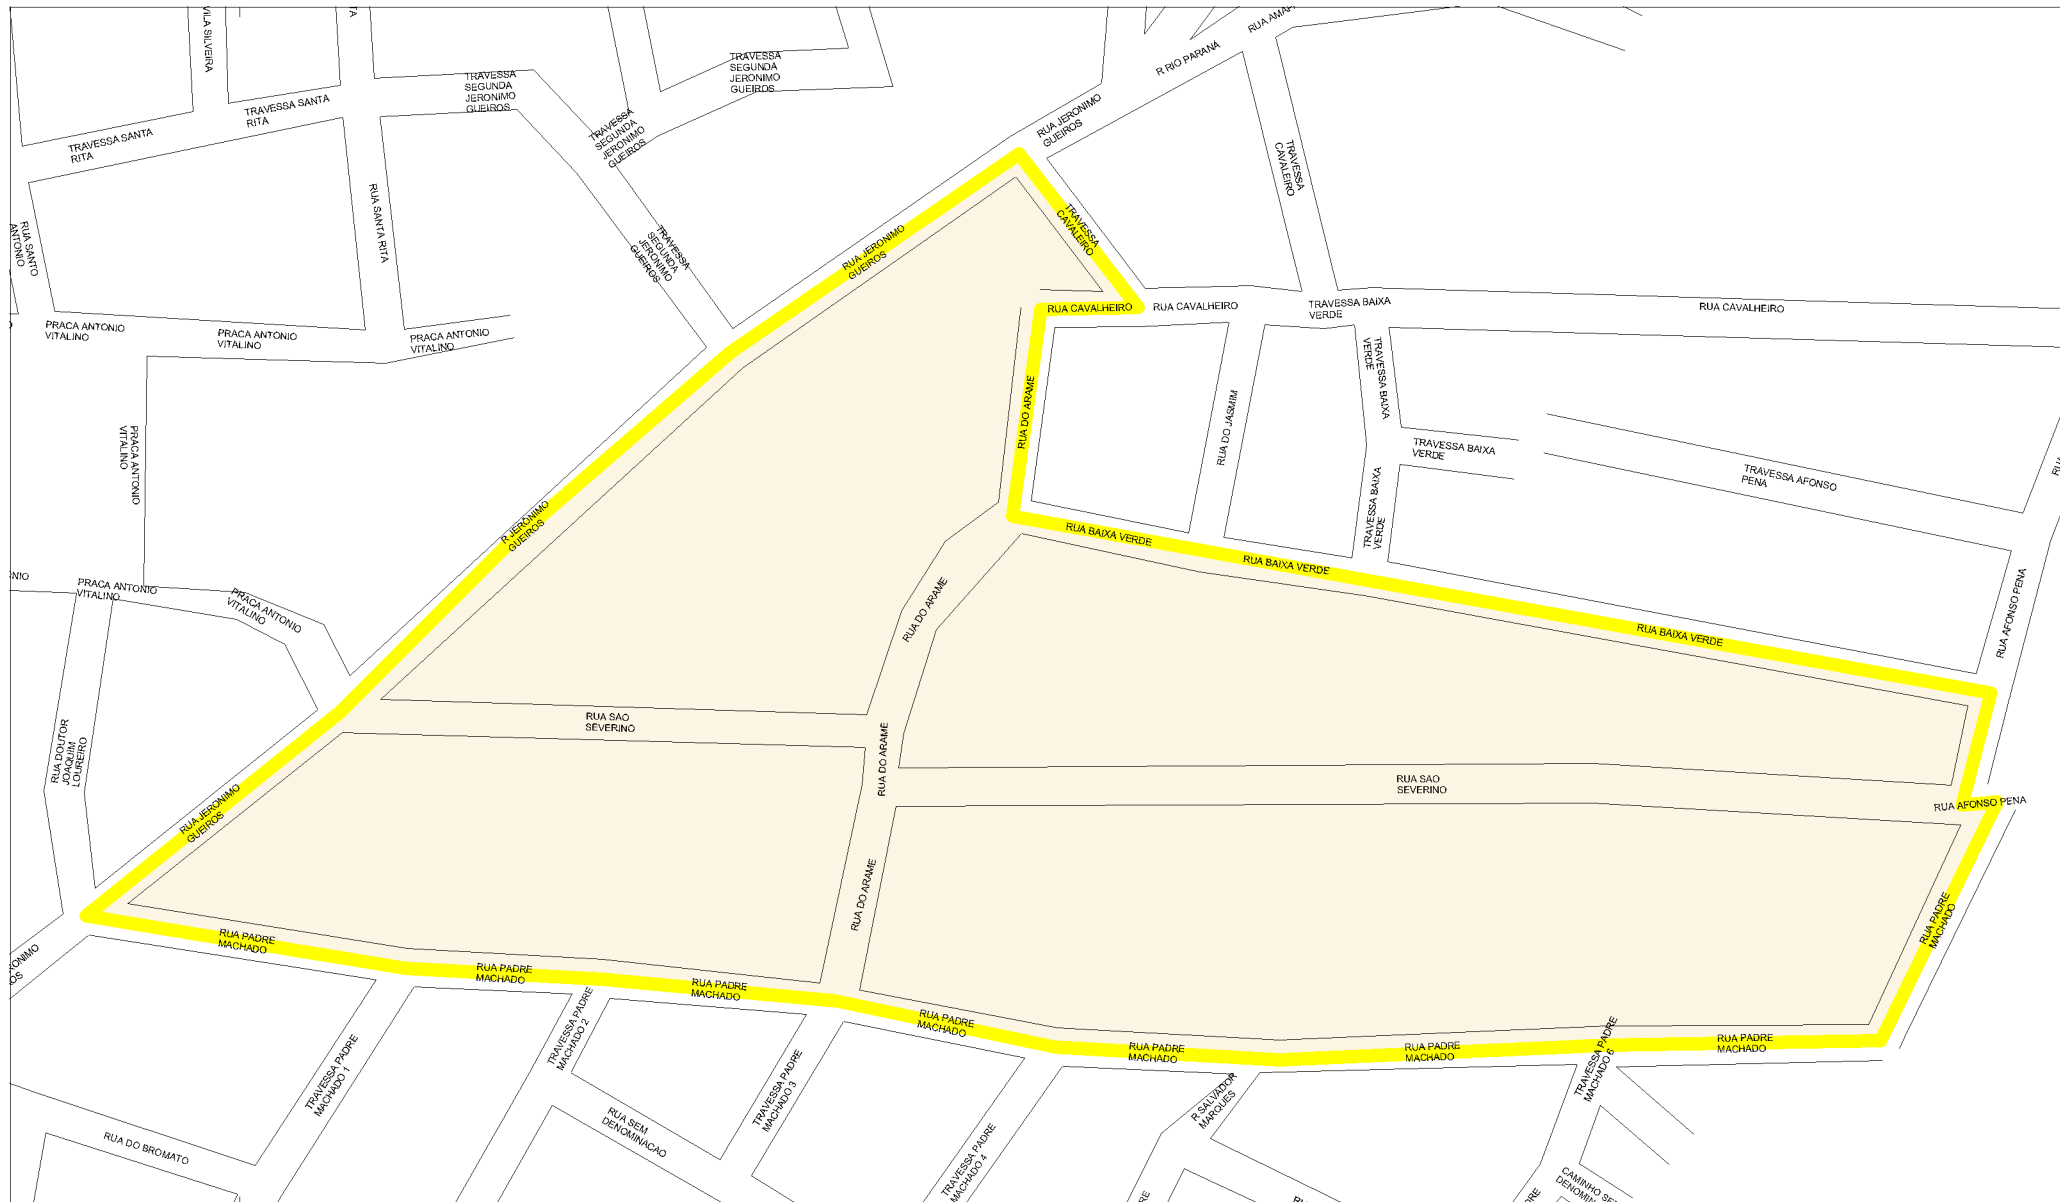 VILA SILVEIRA
TRAVESSA SANTA
RITA
TRAVESSA SANTA
RITA
TRAVESSA
SEGUNDA
JERONIMO
GUEIROS
TRAVESSA
SEGUNDA
JERONIMO
GUEIROS
TRAVESSA
SEGUNDA
JERONIMO
GUEIROS
TRAVESSA
SEGUNDA
JERONIMO
GUEIROS
R RIO PARANA
RUA JERONIMO
GUEIROS
TRAVESSA
CAVALEIRO
TRAVESSA
CAVALEIRO
RUA SANTO
ANTONIO
RUA SANTA RITA
RUA JERONIMO
GUEIROS
PRACA ANTONIO
VITALINO
PRACA ANTONIO
VITALINO
PRACA ANTONIO
VITALINO
RUA CAVALHEIRO
RUA CAVALHEIRO
TRAVESSA BAIXA
VERDE
RUA CAVALHEIRO
PRACA ANTONIO
VITALINO
RUA DO ARAME
RUA DO JASMIM
TRAVESSA BAIXA
VERDE
TRAVESSA BAIXA
VERDE
TRAVESSA BAIXA
VERDE
TRAVESSA AFONSO
PENA
R JERONIMO
GUEIROS
RUA BAIXA VERDE
RUA BAIXA VERDE
RUA BAIXA VERDE
RUA AFONSO PENA
PRACA ANTONIO
VITALINO
PRACA ANTONIO
VITALINO
RUA DO ARAME
RUA DOUTOR
JOAQUIM
LOUREIRO
RUA SAO
SEVERINO
RUA DO ARAME
RUA SAO
SEVERINO
RUA AFONSO PENA
RUA JERONIMO
GUEIROS
RUA DO ARAME
RUA PADRE
MACHADO
RUA PADRE
MACHADO
RUA PADRE
MACHADO
RUA PADRE
MACHADO
RUA PADRE
MACHADO
RUA PADRE
MACHADO
RUA PADRE
MACHADO
RUA PADRE
MACHADO
TRAVESSA PADRE
MACHADO 1
TRAVESSA PADRE
MACHADO 2
TRAVESSA PADRE
MACHADO 3
TRAVESSA PADRE
MACHADO 4
R SALVADOR
MARQUES
TRAVESSA PADRE
MACHADO 6
RUA DO BROMATO
RUA SEM
DENOMINACAO